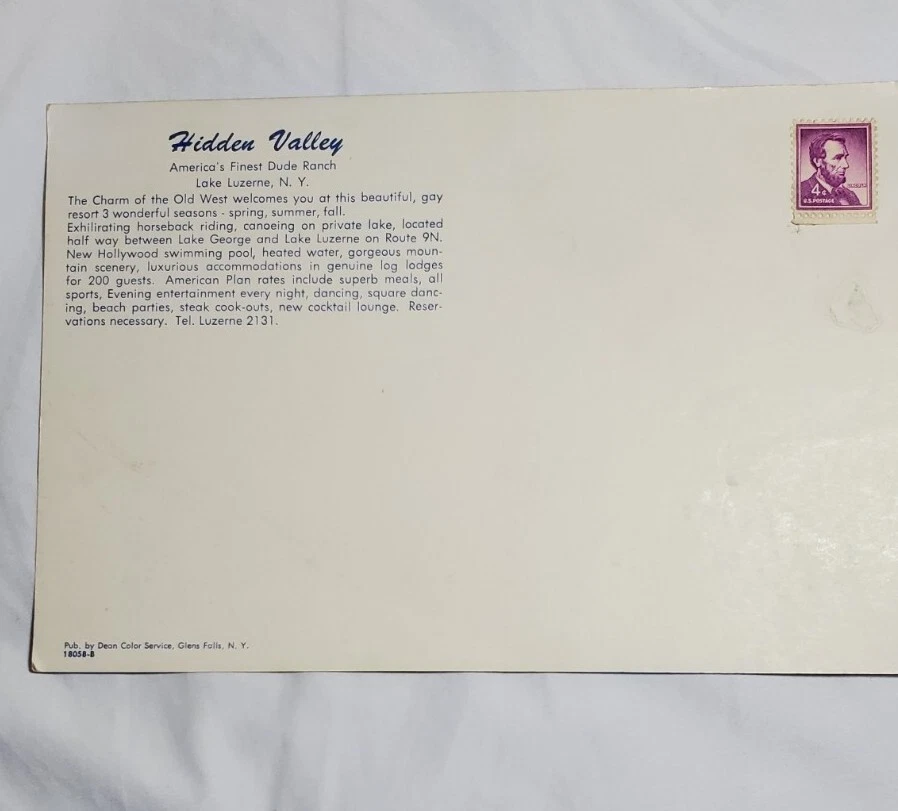 Hidden Valley
America's Finest Dude Ranch
Lake Luzerne, N. Y.
The Charm of the Old West welcomes you at this beautiful, gay
resort 3 wonderful seasons - spring, summer, fall.
Exhilirating horseback riding, canoeing on private lake, located
half way between Lake George and Lake Luzerne on Route 9N.
New Hollywood swimming pool, heated water, gorgeous moun-
tain scenery, luxurious accommodations in genuine log lodges
for 200 guests. American Plan rates include superb meals, all
sports, Evening entertainment every night, dancing, square danc-
ing, beach parties, steak cook-outs, new cocktail lounge. Reser-
vations necessary. Tel. Luzerne 2131.
4¢
U.S. POSTAGE
Pub. by Dean Color Service, Glens Falls, N. Y.
18058-B